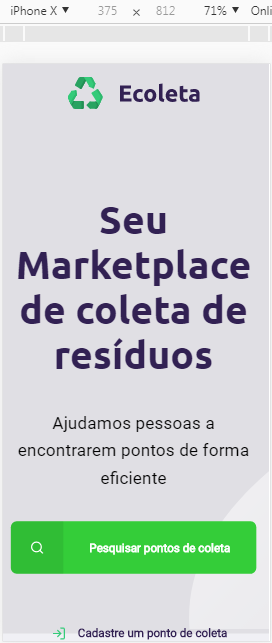 iPhone X ▼ 375 × 812 71% ▼ Onli
Ecoleta
Seu
Marketplace
de coleta de
resíduos
Ajudamos pessoas a
encontrarem pontos de forma
eficiente
Pesquisar pontos de coleta
Cadastre um ponto de coleta